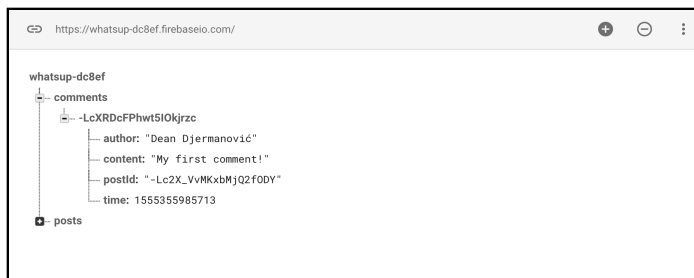 https://whatsup-dc8ef.firebaseio.com/
whatsup-dc8ef
comments
-LcXRDcFPhwt5IOkjrzc
author: "Dean Djermanović"
content: "My first comment!"
postId: "-Lc2X_VvMKxbMjQ2fODY"
time: 1555355985713
posts